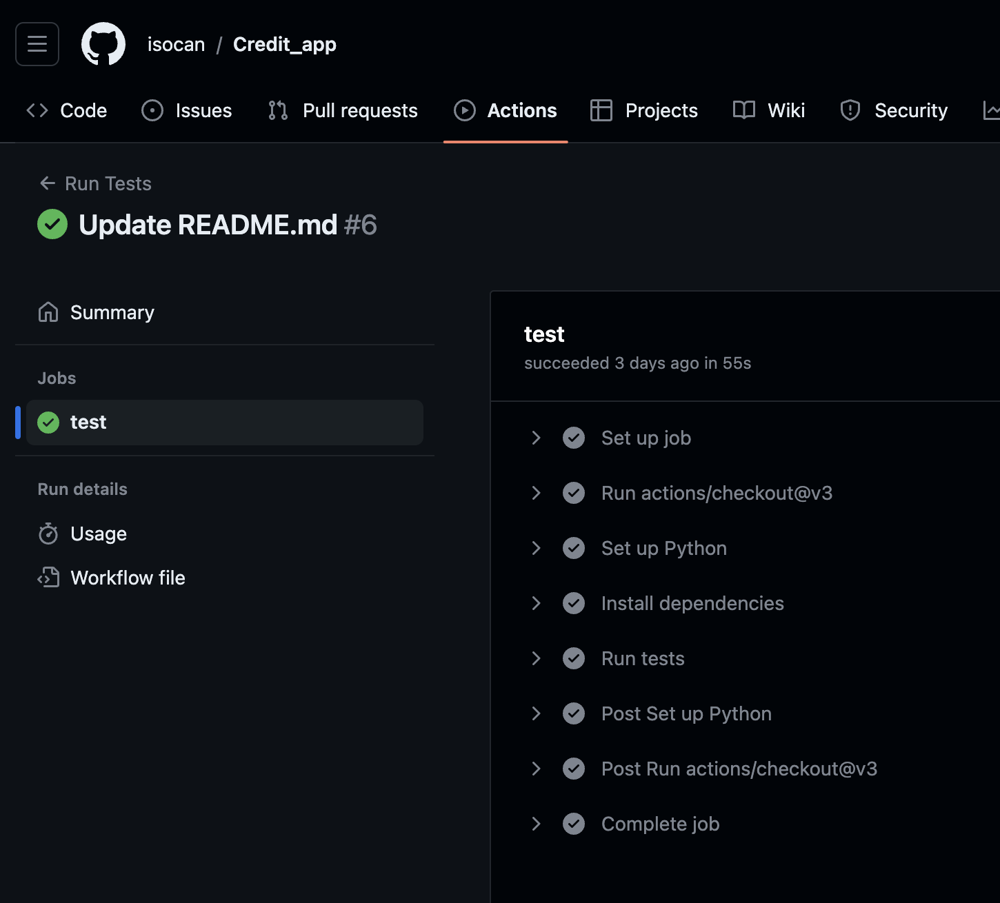 isocan / Credit_app
Code Issues Pull requests Actions Projects Wiki Security
Run Tests
Update README.md #6
Summary
Jobs
test
Run details
Usage
Workflow file
test
succeeded 3 days ago in 55s
Set up job
Run actions/checkout@v3
Set up Python
Install dependencies
Run tests
Post Set up Python
Post Run actions/checkout@v3
Complete job